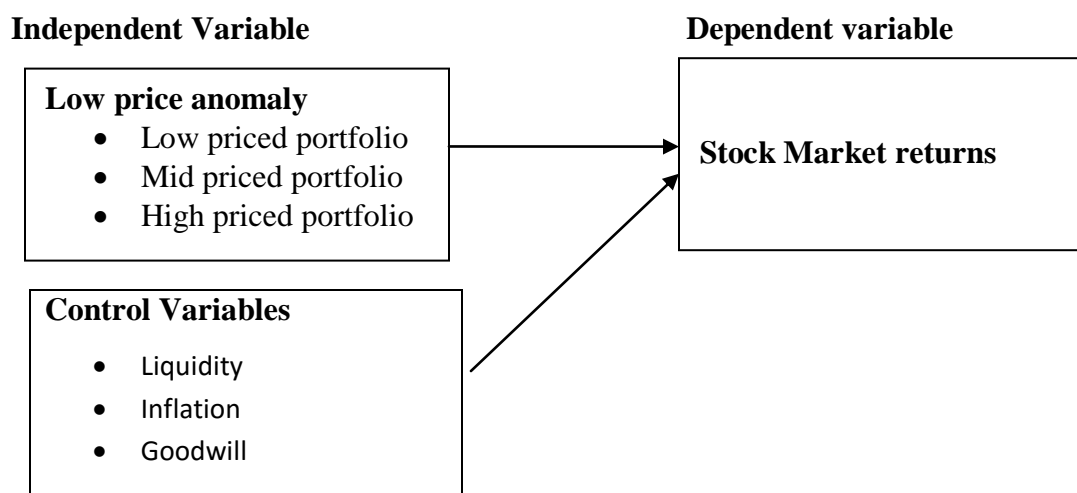 Independent Variable
Dependent variable
Low price anomaly
• Low priced portfolio
• Mid priced portfolio
• High priced portfolio
Stock Market returns
Control Variables
• Liquidity
• Inflation
• Goodwill